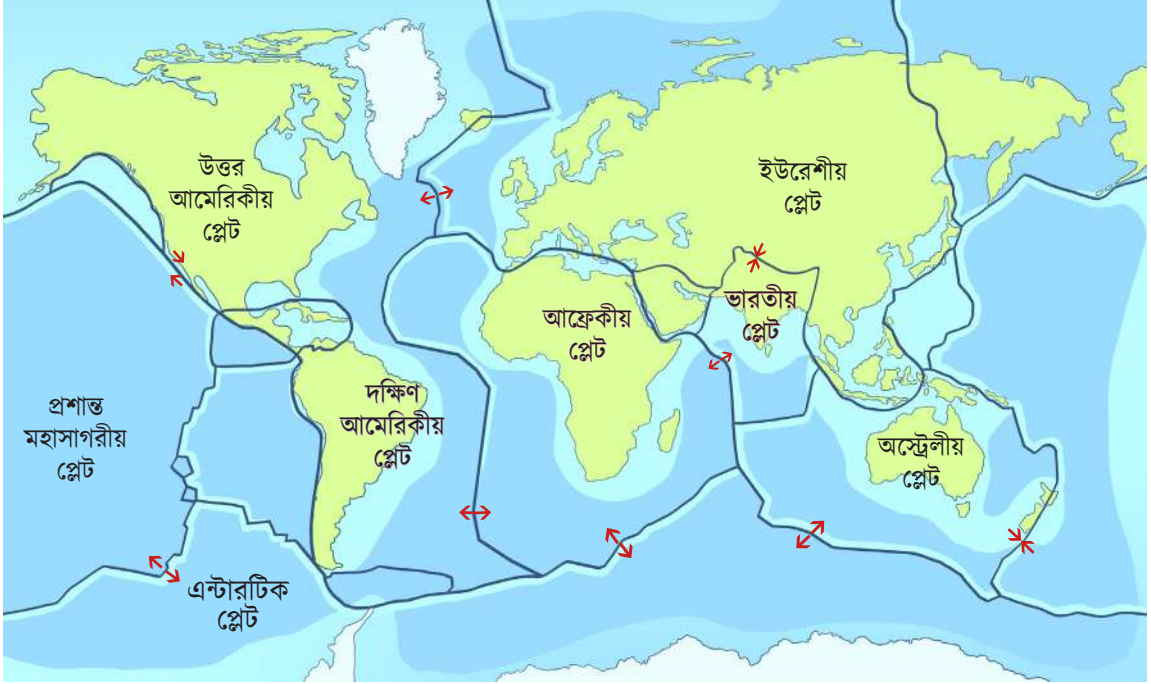 উত্তর
আমেরিকীয়
প্লেট
ইউরেশীয়
প্লেট
ভারতীয়
প্লেট
আফ্রেকীয়
প্লেট
দক্ষিণ
আমেরিকীয়
প্লেট
প্রশান্ত
মহাসাগরীয়
প্লেট
অস্ট্রেলীয়
প্লেট
এন্টারটিক
প্লেট